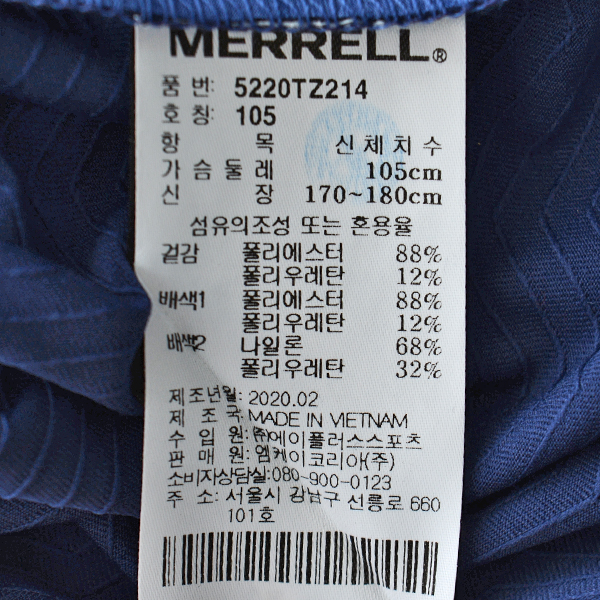 MERRELL®
품 번: 5220TZ214
호 칭: 105
항 목 신체치수
가슴둘레 105cm
신 장 170~180cm
섬유의조성 또는 혼용율
겉감 폴리에스터 88%
폴리우레탄 12%
배색1 폴리에스터 88%
폴리우레탄 12%
배색2 나일론 68%
폴리우레탄 32%
제조년월: 2020.02
제 조 국: MADE IN VIETNAM
수 입 원: ㈜에이플러스스포츠
판 매 원: 엠케이코리아(주)
소비자상담실: 080-900-0123
주 소: 서울시 강남구 선릉로 660
101호